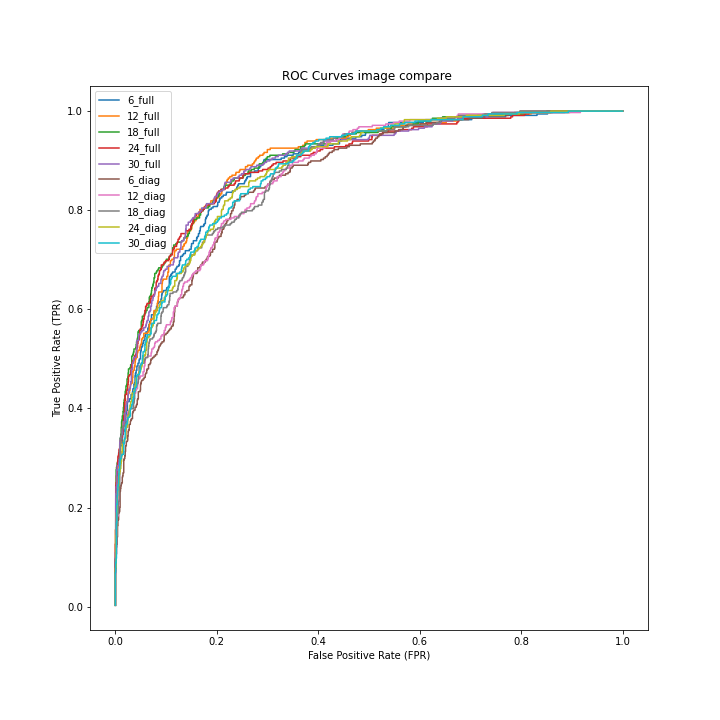 ROC Curves image compare
6_full
12_full
18_full
24_full
30_full
6_diag
12_diag
18_diag
24_diag
30_diag
1.0
0.8
0.6
0.4
0.2
0.0
True Positive Rate (TPR)
0.0 0.2 0.4 0.6 0.8 1.0
False Positive Rate (FPR)